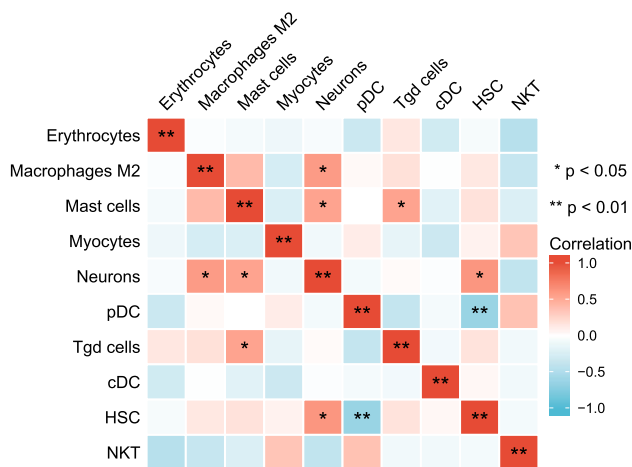 Erythrocytes
Macrophages M2
Mast cells
Myocytes
Neurons
pDC
Tgd cells
cDC
HSC
NKT
Erythrocytes **
Macrophages M2 ** *
* p < 0.05
Mast cells ** * *
** p < 0.01
Myocytes **
Correlation
Neurons * * ** *
1.0
pDC ** **
0.5
Tgd cells * **
0.0
cDC **
-0.5
HSC * ** **
-1.0
NKT **